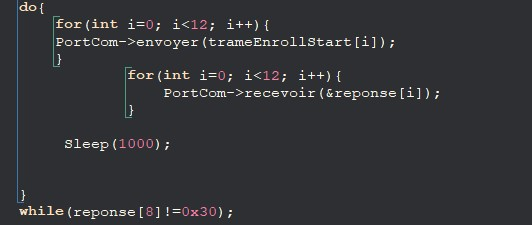 do{
for(int i=0; i<12; i++){
PortCom->envoyer(trameEnrollStart[i]);
}
for(int i=0; i<12; i++){
PortCom->recevoir(&reponse[i]);
}
Sleep(1000);
}
while(reponse[8]!=0x30);